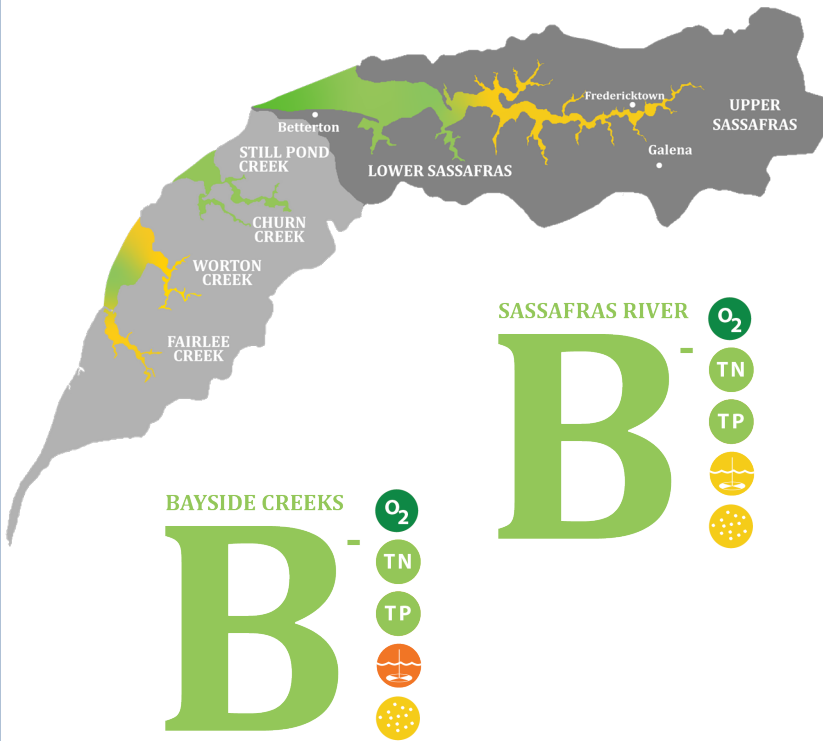 Fredericktown
UPPER
SASSAFRAS
Betterton
Galena
STILL POND
CREEK
LOWER SASSAFRAS
CHURN
CREEK
WORTON
CREEK
FAIRLEE
CREEK
SASSAFRAS RIVER
B-
O2
TN
TP
BAYSIDE CREEKS
B-
O2
TN
TP